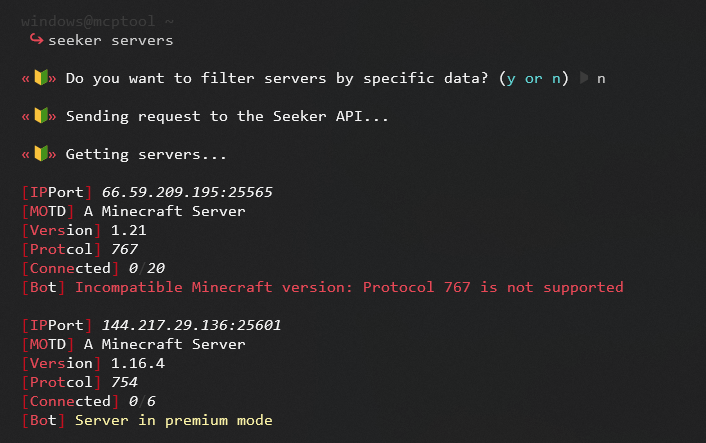 windows@mcptool ~
↪ seeker servers
«🔰» Do you want to filter servers by specific data? (y or n) n
«🔰» Sending request to the Seeker API...
«🔰» Getting servers...
[IPPort] 66.59.209.195:25565
[MOTD] A Minecraft Server
[Version] 1.21
[Protcol] 767
[Connected] 0/20
[Bot] Incompatible Minecraft version: Protocol 767 is not supported
[IPPort] 144.217.29.136:25601
[MOTD] A Minecraft Server
[Version] 1.16.4
[Protcol] 754
[Connected] 0/6
[Bot] Server in premium mode